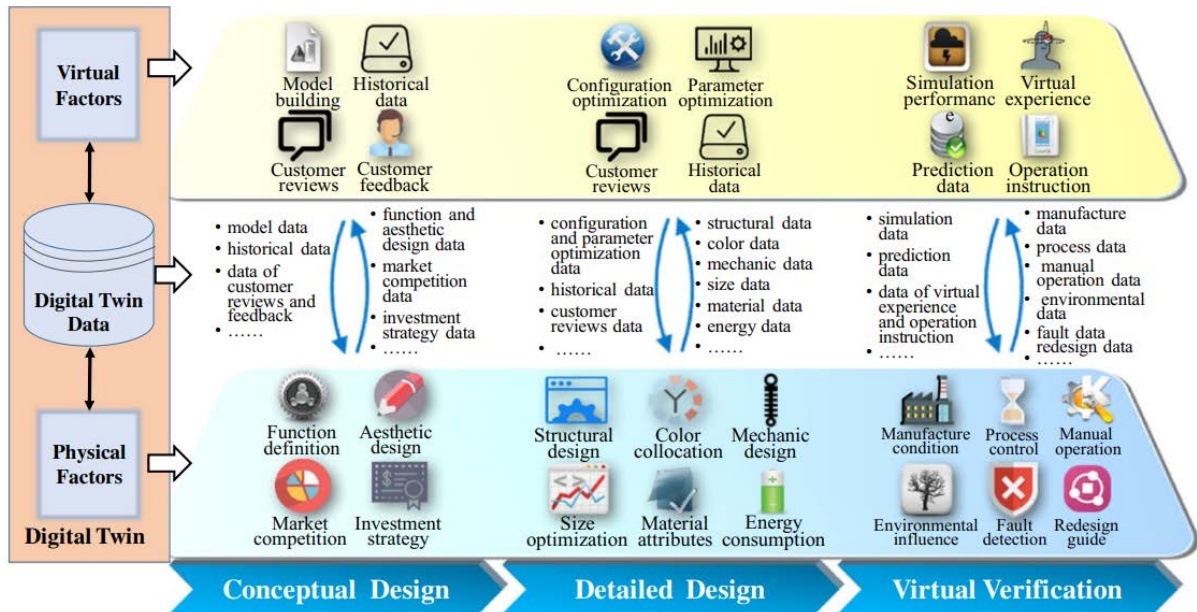 Virtual
Factors
Digital Twin
Data
Physical
Factors
Digital Twin
Model
building
Historical
data
Customer
reviews
Customer
feedback
Configuration
optimization
Parameter
optimization
Customer
reviews
Historical
data
Simulation
performanc
e
Virtual
experience
Prediction
data
Operation
instruction
• model data
• historical data
• data of
customer
reviews and
feedback
• ……
• function and
aesthetic
design data
• market
competition
data
• investment
strategy data
• ……
• configuration
and parameter
optimization
data
• historical data
• customer
reviews data
• ……
• structural data
• color data
• mechanic data
• size data
• material data
• energy data
• ……
• simulation
data
• prediction
data
• data of virtual
experience
and operation
instruction
• ……
• manufacture
data
• process data
• manual
operation data
• environmental
data
• fault data
redesign data
• ……
Function
definition
Aesthetic
design
Market
competition
Investment
strategy
Structural
design
Color
collocation
Mechanic
design
Size
optimization
Material
attributes
Energy
consumption
Manufacture
condition
Process
control
Manual
operation
Environmental
influence
Fault
detection
Redesign
guide
Conceptual Design
Detailed Design
Virtual Verification